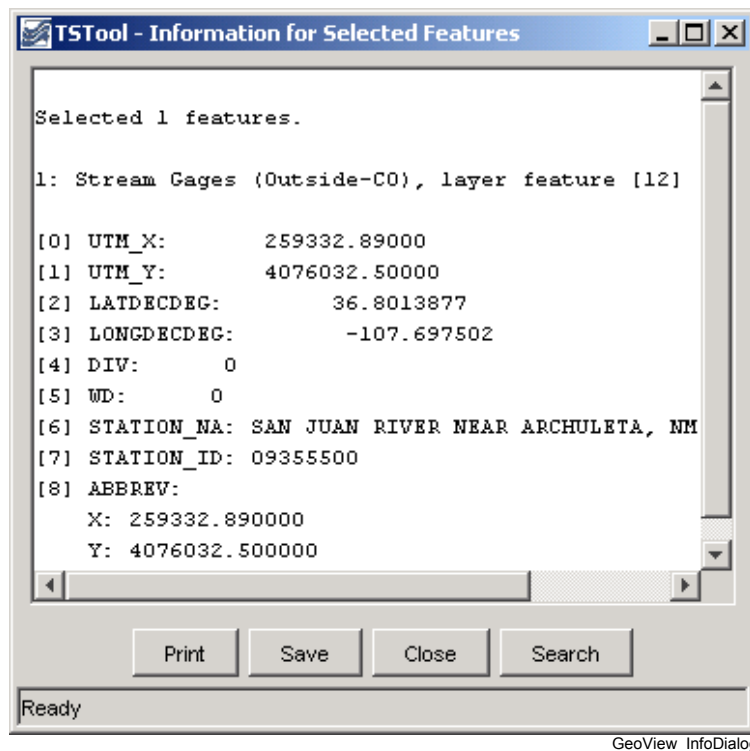 TSTool - Information for Selected Features
Selected 1 features.
1: Stream Gages (Outside-CO), layer feature [12]
[0] UTM_X: 259332.89000
[1] UTM_Y: 4076032.50000
[2] LATDECDEG: 36.8013877
[3] LONGDECDEG: -107.697502
[4] DIV: 0
[5] WD: 0
[6] STATION_NA: SAN JUAN RIVER NEAR ARCHULETA, NM
[7] STATION_ID: 09355500
[8] ABBREV:
X: 259332.890000
Y: 4076032.500000
Print Save Close Search
Ready
GeoView_InfoDialo